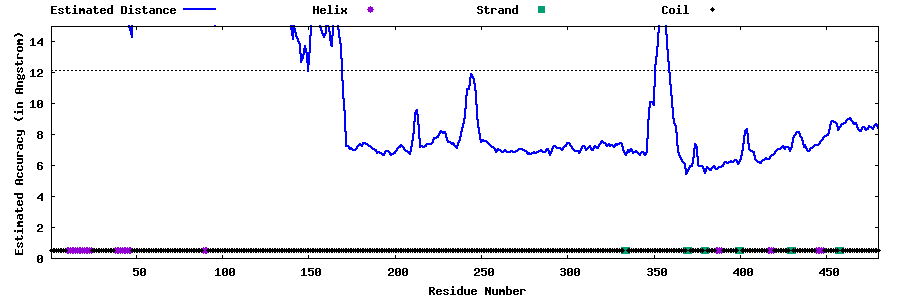 Estimated Distance Helix Strand Coil
14
12
10
8
6
4
2
0
Estimated Accuracy (in Angstrom)
50 100 150 200 250 300 350 400 450
Residue Number